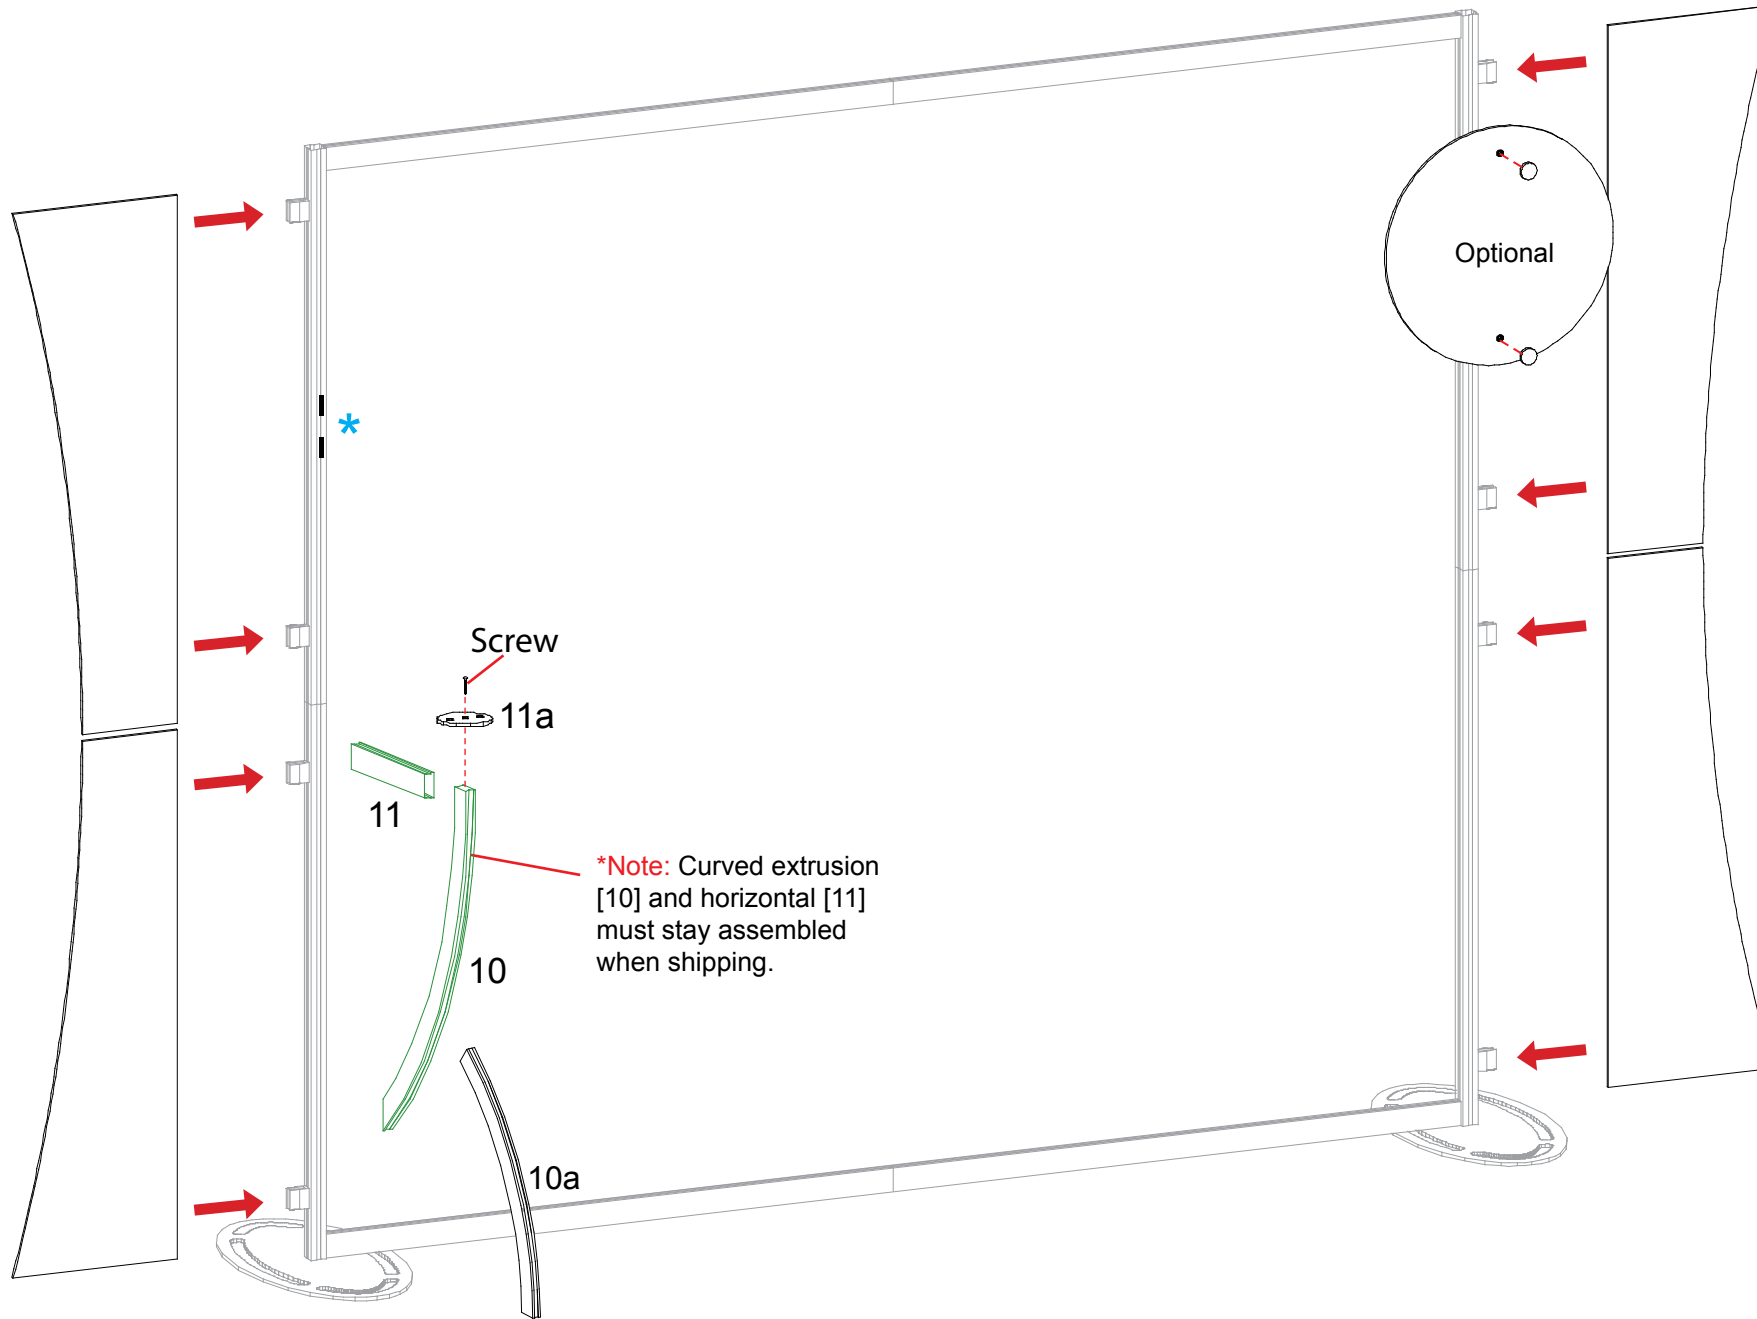 Optional
*
Screw
11a
11
*Note: Curved extrusion
[10] and horizontal [11]
must stay assembled
when shipping.
10
10a